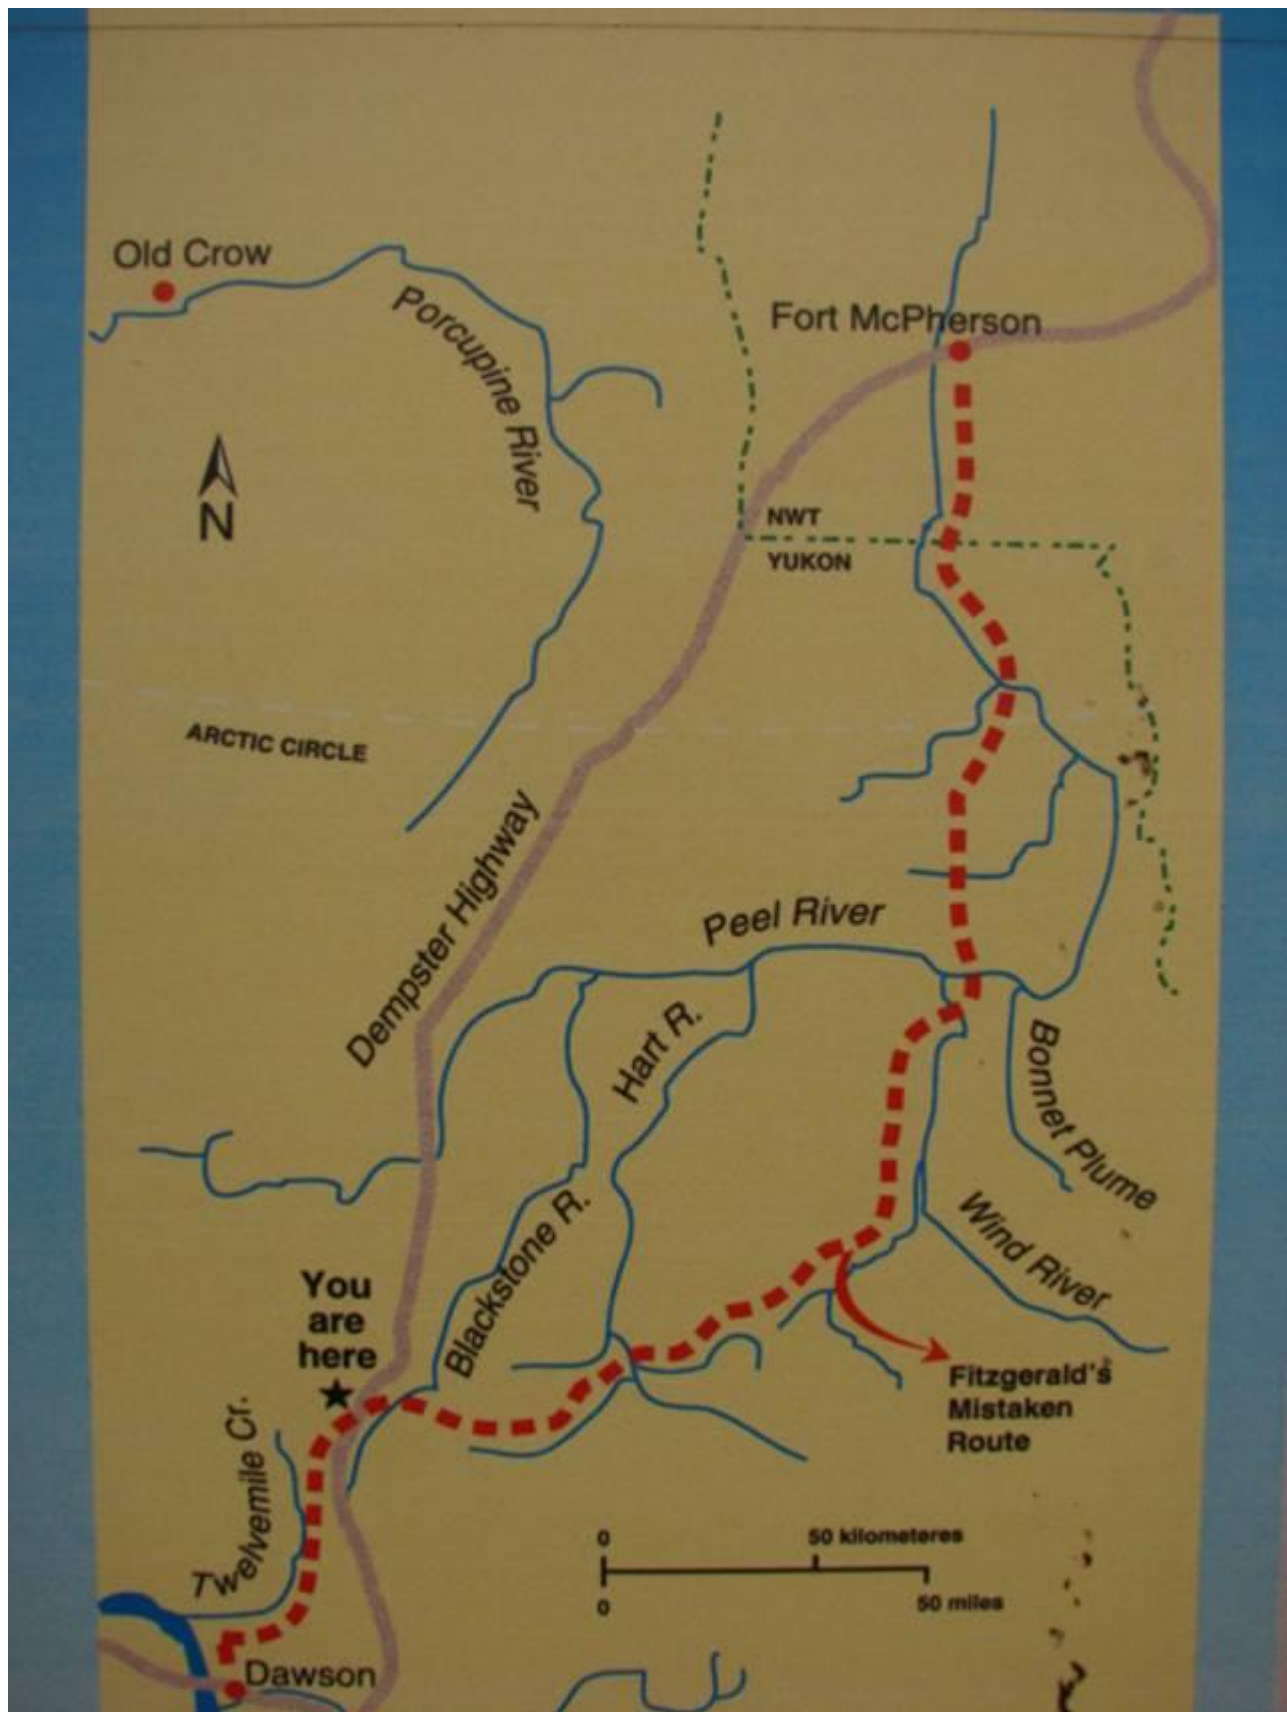 Old Crow
Porcupine River
Fort McPherson
N
NWT
YUKON
ARCTIC CIRCLE
Dempster Highway
Peel River
Hart R.
Bonnet Plume
Blackstone R.
Wind River
You
are
here
Fitzgerald's
Mistaken
Route
Twelvemile Cr.
0 50 kilometeres
0 50 miles
Dawson